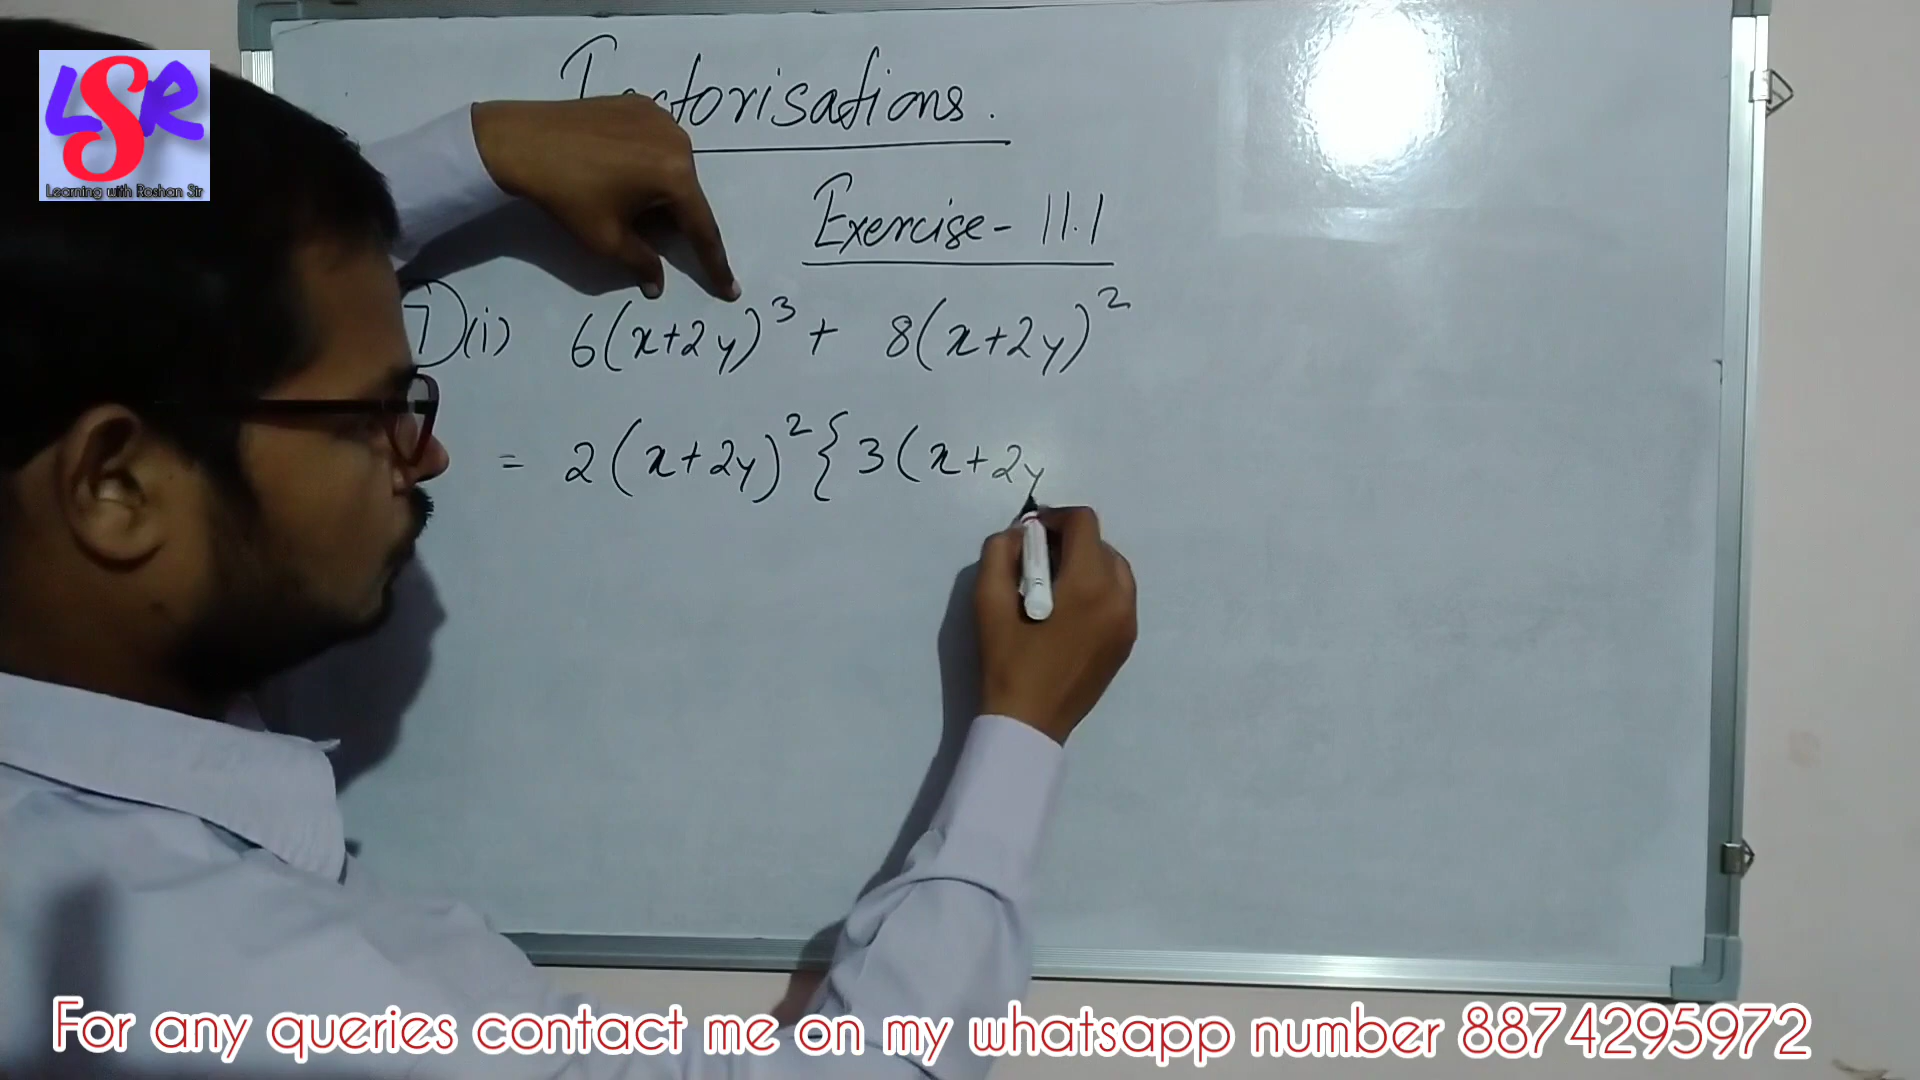 LSR
Learning with Roshan Sir
Factorisations.
Exercise - 11.1
7 (i) 6(x+2y)³ + 8(x+2y)²
= 2(x+2y)² {3(x+2y
For any queries contact me on my whatsapp number 8874295972